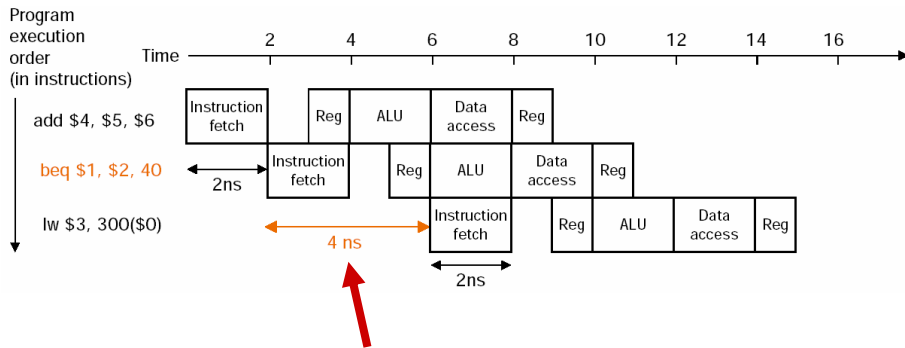 Program
execution
order
(in instructions)
Time
2 4 6 8 10 12 14 16
add $4, $5, $6
Instruction
fetch
Reg
ALU
Data
access
Reg
beq $1, $2, 40
2ns
Instruction
fetch
Reg
ALU
Data
access
Reg
lw $3, 300($0)
4 ns
Instruction
fetch
Reg
ALU
Data
access
Reg
2ns